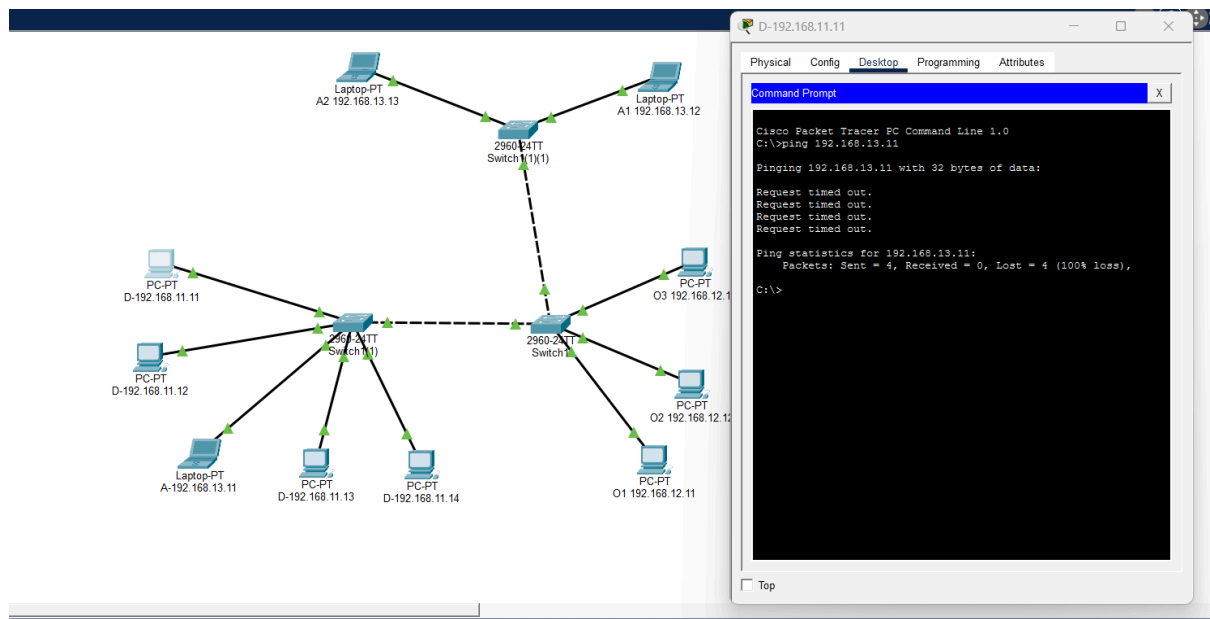 D-192.168.11.11
Physical Config Desktop Programming Attributes
Command Prompt
X
Cisco Packet Tracer PC Command Line 1.0
C:\>ping 192.168.13.11
Pinging 192.168.13.11 with 32 bytes of data:
Request timed out.
Request timed out.
Request timed out.
Request timed out.
Ping statistics for 192.168.13.11:
Packets: Sent = 4, Received = 0, Lost = 4 (100% loss),
C:\>
Top
Laptop-PT
A2 192.168.13.13
Laptop-PT
A1 192.168.13.12
2960-24TT
Switch1(1)(1)
PC-PT
D-192.168.11.11
PC-PT
O3 192.168.12.1
2960-24TT
Switch1(1)
2960-24TT
Switch1
PC-PT
D-192.168.11.12
PC-PT
O2 192.168.12.12
Laptop-PT
A-192.168.13.11
PC-PT
D-192.168.11.13
PC-PT
D-192.168.11.14
PC-PT
O1 192.168.12.11